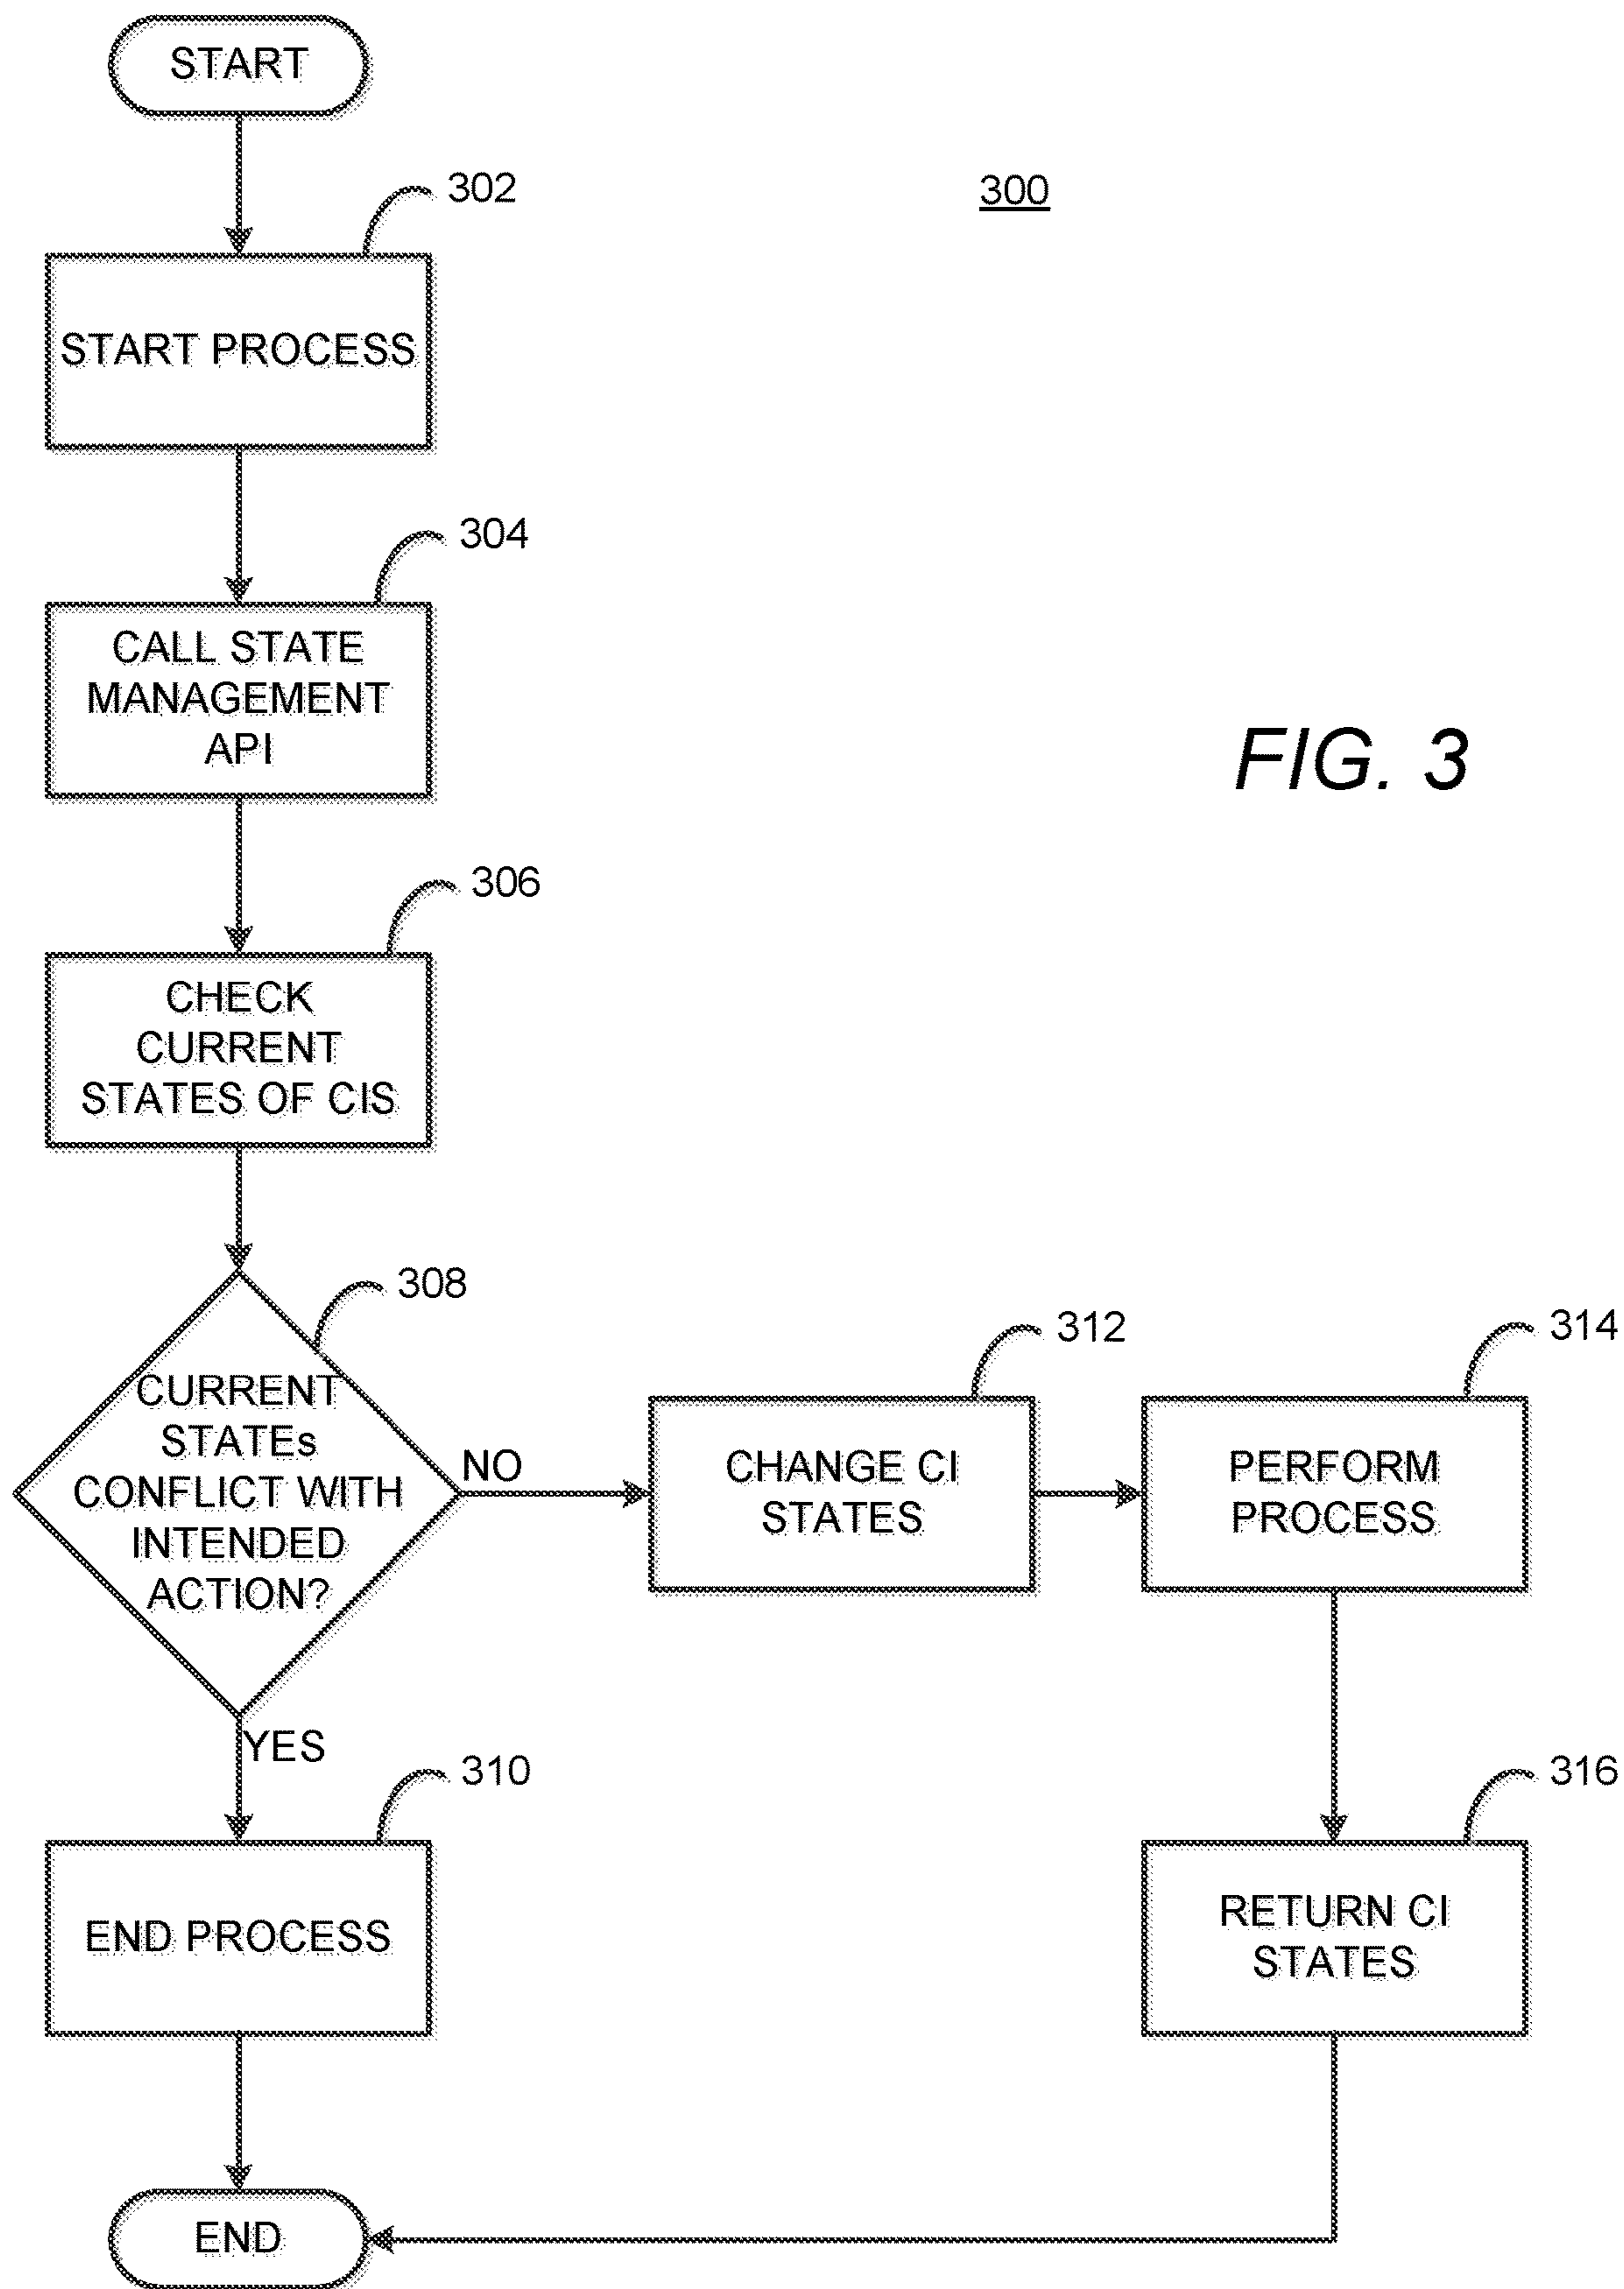 START
302
300
START PROCESS
304
CALL STATE
MANAGEMENT
API
FIG. 3
306
CHECK
CURRENT
STATES OF CIS
308
CURRENT
STATEs
CONFLICT WITH
INTENDED
ACTION?
NO
YES
312
CHANGE CI
STATES
314
PERFORM
PROCESS
310
END PROCESS
316
RETURN CI
STATES
END